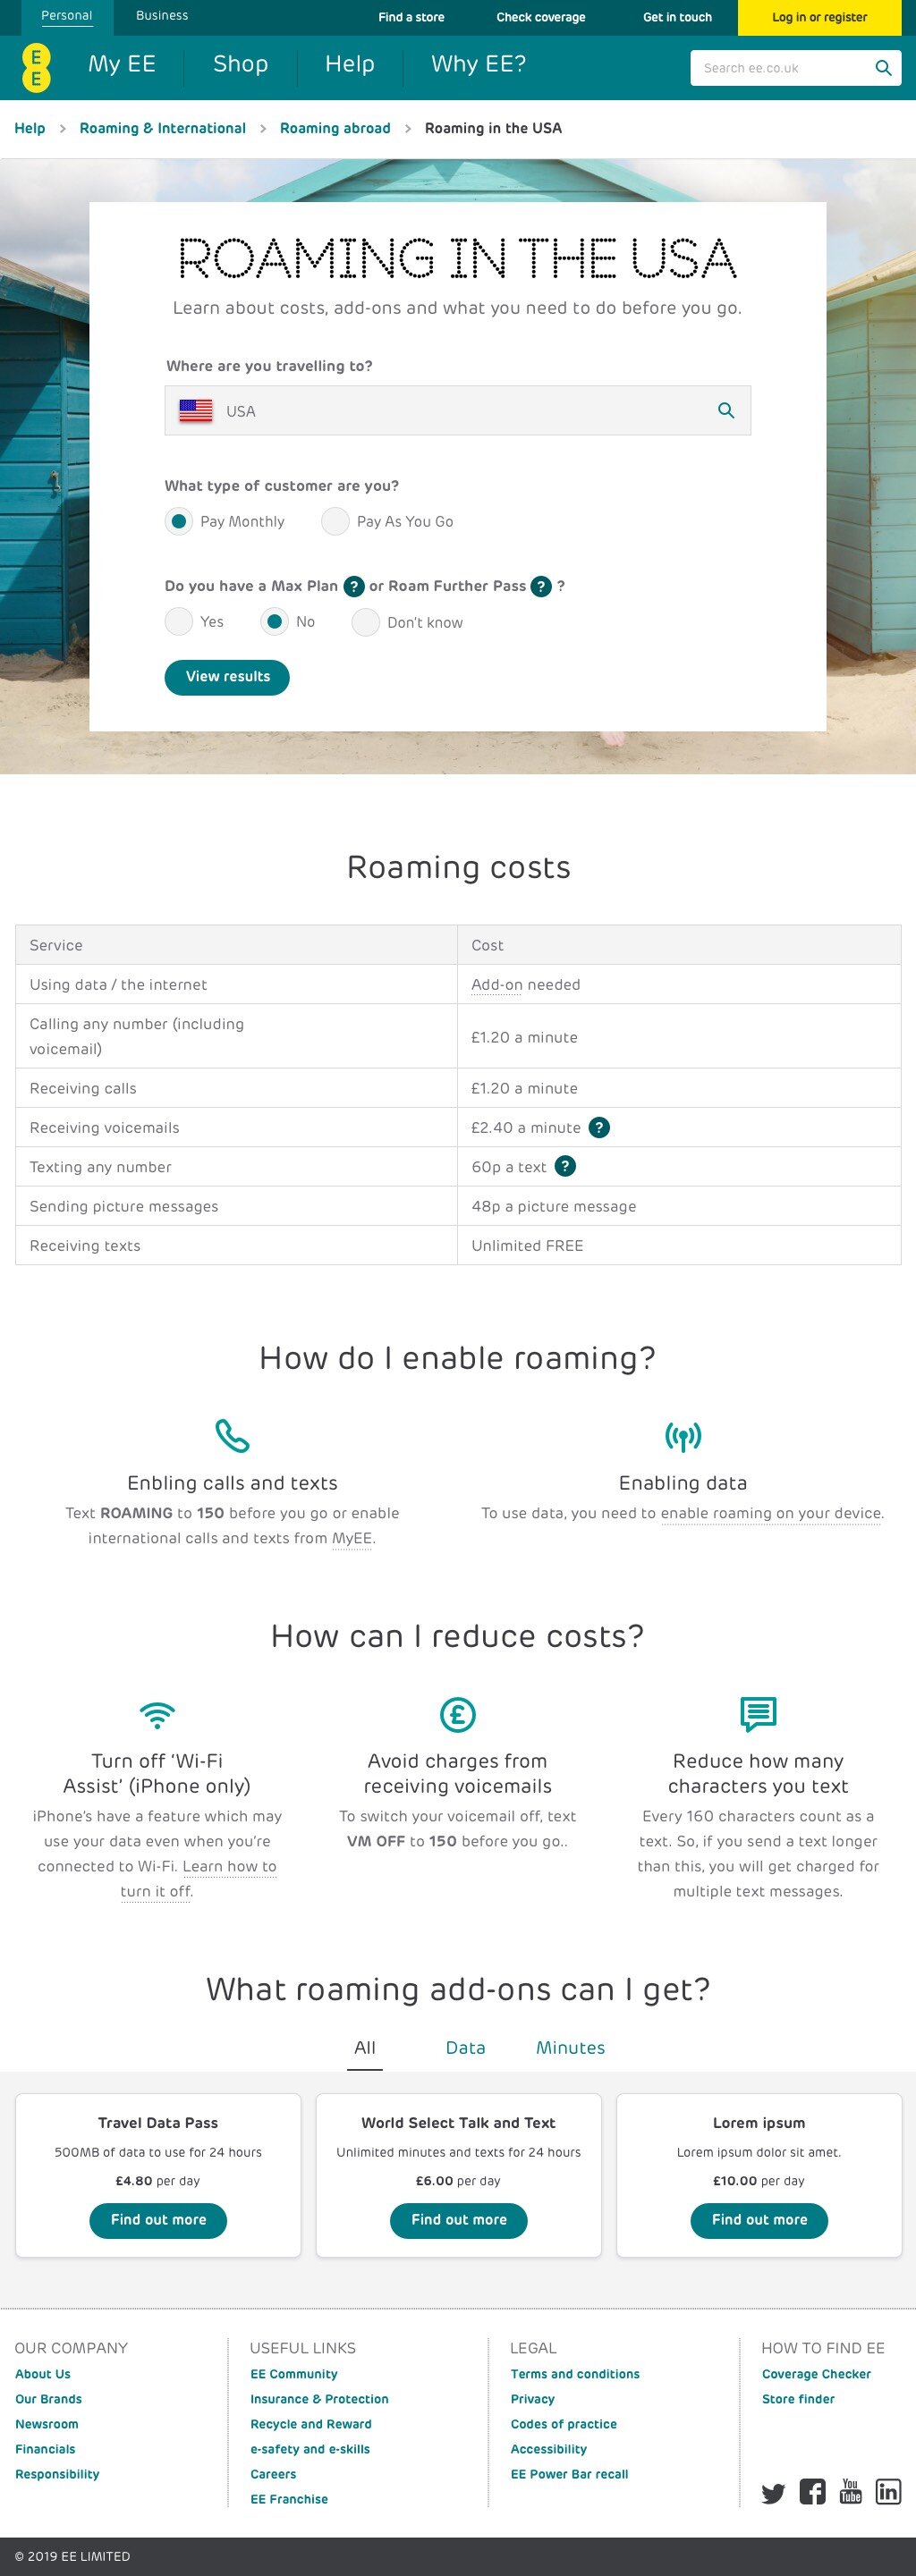 Personal Business Find a store Check coverage Get in touch Log in or register
EE My EE Shop Help Why EE? Search ee.co.uk
Help > Roaming & International > Roaming abroad > Roaming in the USA
ROAMING IN THE USA
Learn about costs, add-ons and what you need to do before you go.
Where are you travelling to?
USA
What type of customer are you?
Pay Monthly Pay As You Go
Do you have a Max Plan ? or Roam Further Pass ? ?
Yes No Don't know
View results
Roaming costs
Service Cost
Using data / the internet Add-on needed
Calling any number (including
voicemail) £1.20 a minute
Receiving calls £1.20 a minute
Receiving voicemails £2.40 a minute ?
Texting any number 60p a text ?
Sending picture messages 48p a picture message
Receiving texts Unlimited FREE
How do I enable roaming?
Enbling calls and texts
Text ROAMING to 150 before you go or enable
international calls and texts from MyEE.
Enabling data
To use data, you need to enable roaming on your device.
How can I reduce costs?
Turn off ‘Wi-Fi
Assist’ (iPhone only)
iPhone's have a feature which may
use your data even when you're
connected to Wi-Fi. Learn how to
turn it off.
£
Avoid charges from
receiving voicemails
To switch your voicemail off, text
VM OFF to 150 before you go..
Reduce how many
characters you text
Every 160 characters count as a
text. So, if you send a text longer
than this, you will get charged for
multiple text messages.
What roaming add-ons can I get?
All Data Minutes
Travel Data Pass
500MB of data to use for 24 hours
£4.80 per day
Find out more
World Select Talk and Text
Unlimited minutes and texts for 24 hours
£6.00 per day
Find out more
Lorem ipsum
Lorem ipsum dolor sit amet.
£10.00 per day
Find out more
OUR COMPANY
About Us
Our Brands
Newsroom
Financials
Responsibility
USEFUL LINKS
EE Community
Insurance & Protection
Recycle and Reward
e-safety and e-skills
Careers
EE Franchise
LEGAL
Terms and conditions
Privacy
Codes of practice
Accessibility
EE Power Bar recall
HOW TO FIND EE
Coverage Checker
Store finder
You
Tube
in
© 2019 EE LIMITED